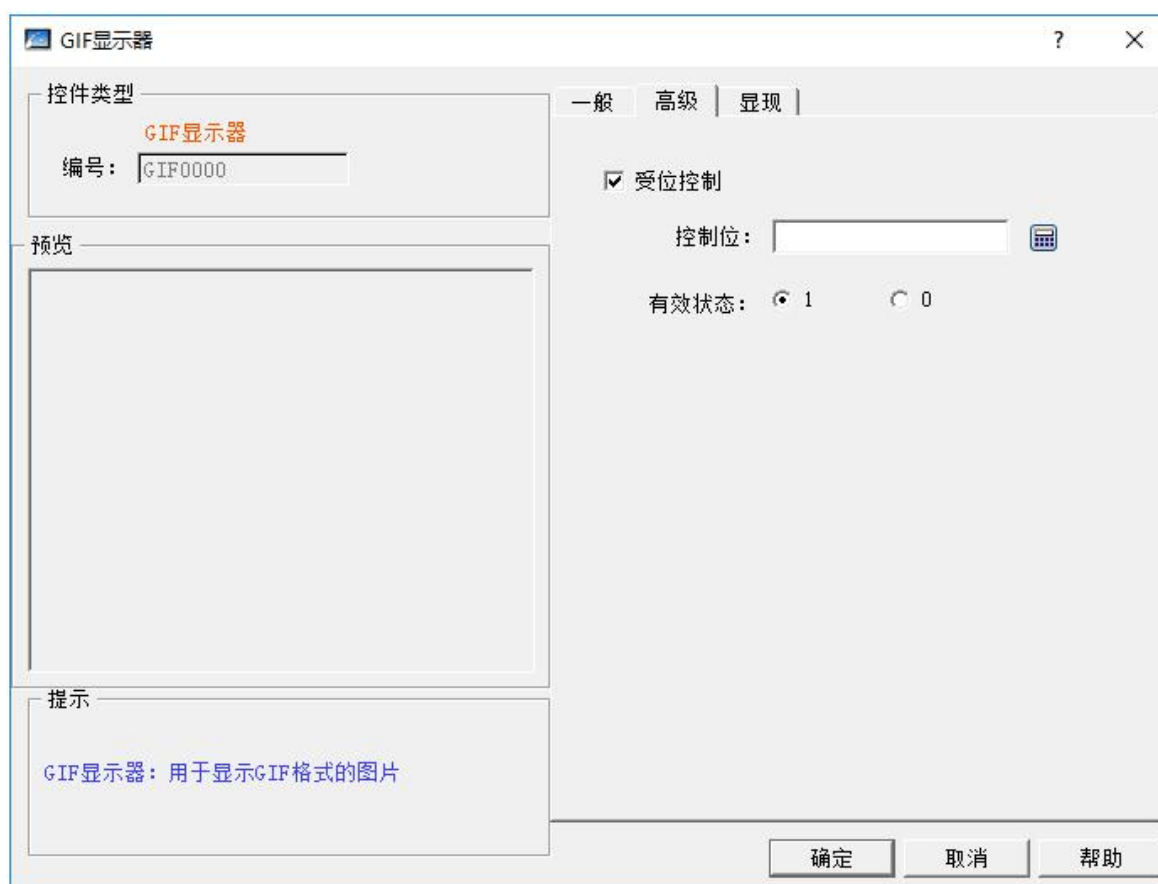 GIF显示器 ?
控件类型
GIF显示器
编号: GIF0000
预览
提示
GIF显示器: 用于显示GIF格式的图片
一般 高级 显现
受位控制
控制位:
有效状态: 1 0
确定 取消 帮助